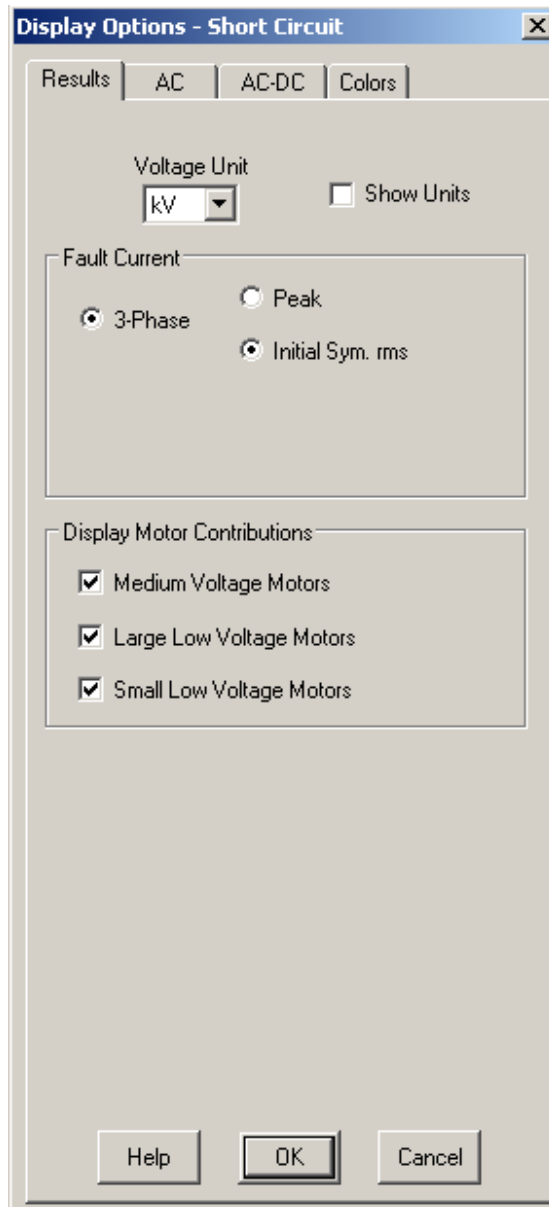 Display Options - Short Circuit
Results AC AC-DC Colors
Voltage Unit
kV
Show Units
Fault Current
3-Phase
Peak
Initial Sym. rms
Display Motor Contributions
Medium Voltage Motors
Large Low Voltage Motors
Small Low Voltage Motors
Help OK Cancel